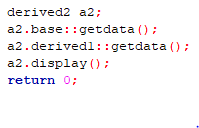 derived2 a2;
a2.base::getdata();
a2.derived1::getdata();
a2.display();
return 0;